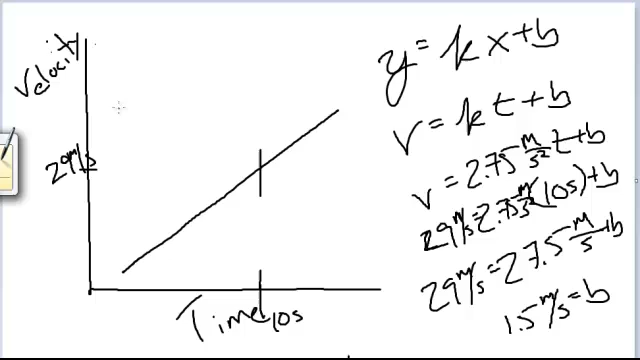 Velocity
29m/s
Time
10s
y = kx+b
v = kt+b
v = 2.75 m/s² t+b
29m/s = 2.75 m/s² (10s)+b
29m/s = 27.5 m/s + b
1.5 m/s = b